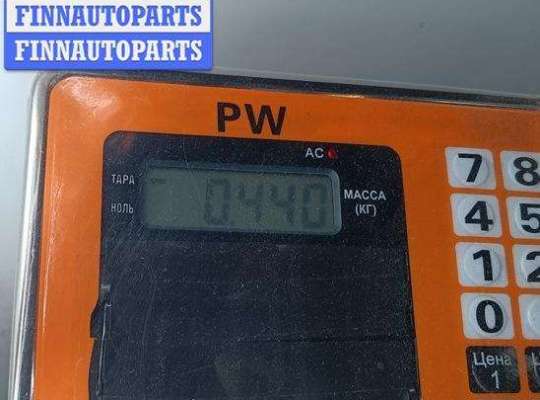 FINNAUTOPARTS
FINNAUTOPARTS
PW
AC
ТАРА
НОЛЬ
0.440
МАССА
(КГ)
7 8
4 5
1 2
0
Цена
1